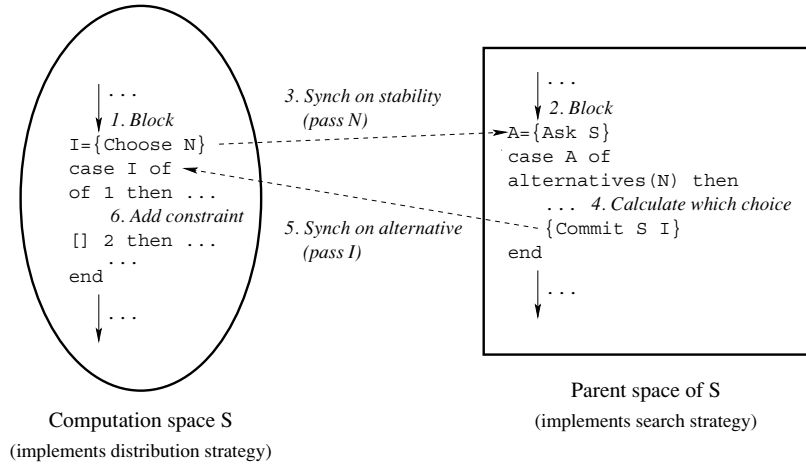 ...
1. Block
I={Choose N}
case I of
of 1 then ...
6. Add constraint
[] 2 then ...
...
end
...
3. Synch on stability
(pass N)
5. Synch on alternative
(pass I)
...
2. Block
A={Ask S}
case A of
alternatives(N) then
... 4. Calculate which choice
{Commit S I}
end
...
Computation space S
(implements distribution strategy)
Parent space of S
(implements search strategy)